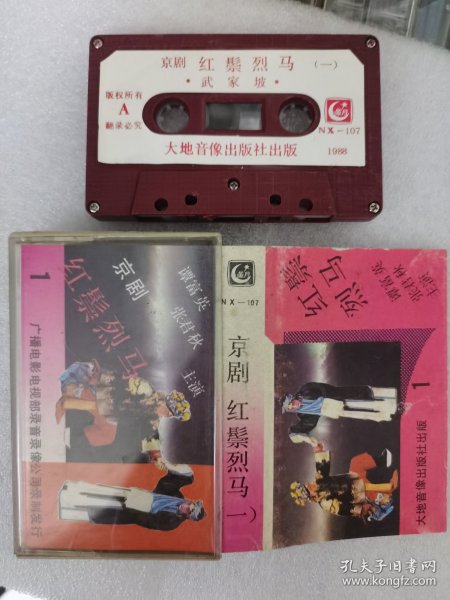 京剧 红鬃烈马 (一)
·武家坡·
版权所有
A
翻录必究
NX-107
大地音像出版社出版
1988
1
京剧
红鬃烈马
谭富英
张君秋
主演
广播电影电视部录音录像公司录制发行
NX-107
京剧 红鬃烈马 一)
红鬃
烈马
谭富英
张君秋
主演
1
大地音像出版社出版
孔夫子旧书网
www.kongfz.com